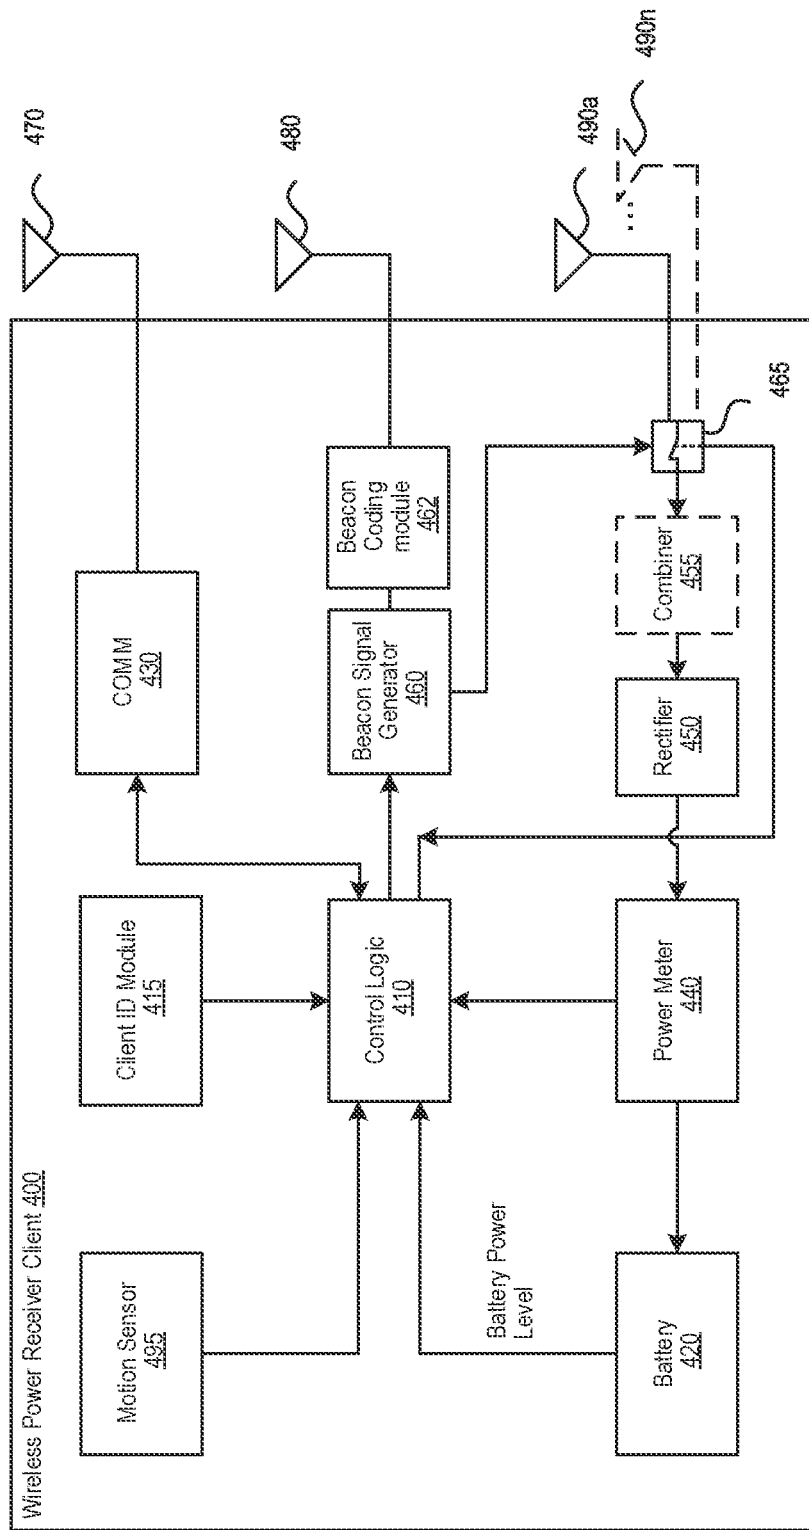 Wireless Power Receiver Client 400
Motion Sensor
495
Client ID Module
415
COMM
430
470
Battery Power
Level
Control Logic
410
Beacon Signal
Generator
460
Beacon
Coding
module
462
480
Battery
420
Power Meter
440
Rectifier
450
Combiner
455
465
490a
...
490n